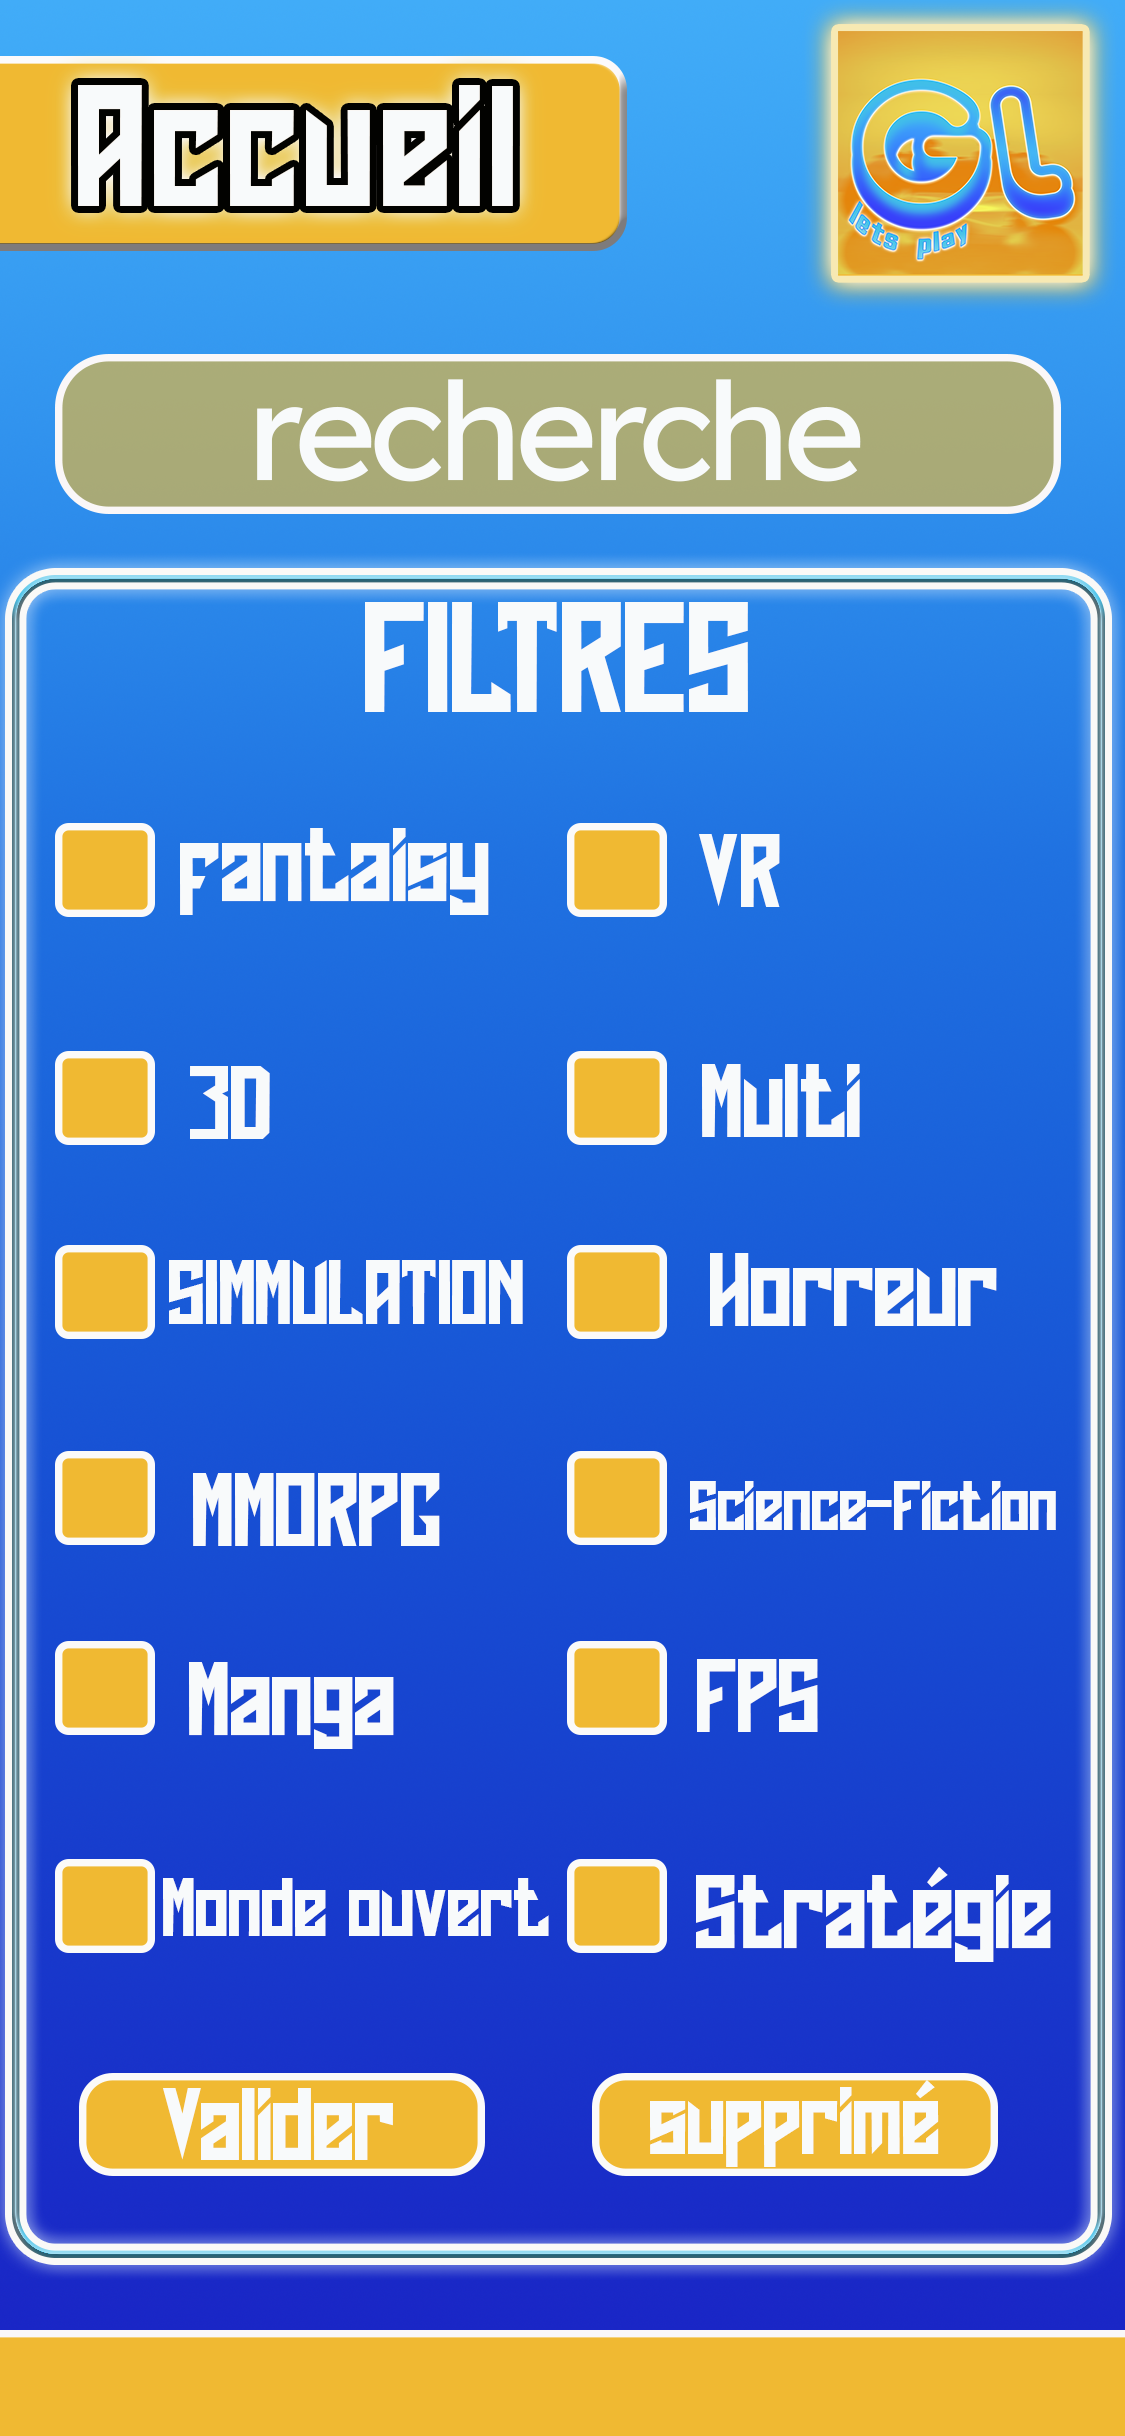 Accueil
GL
lets play
recherche
FILTRES
Fantaisy
VR
3D
Multi
SIMMULATION
Horreur
MMORPG
Science-Fiction
Manga
FPS
Monde ouvert
Stratégie
Valider
supprimé